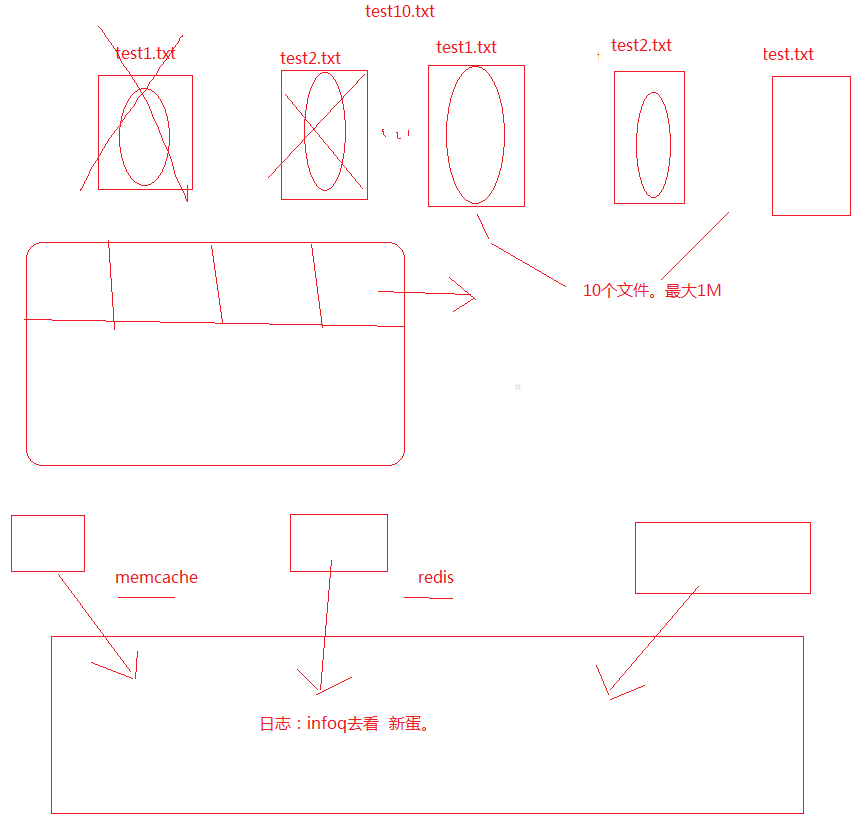 test10.txt
test1.txt
test2.txt
test1.txt
test2.txt
test.txt
10个文件。最大1M
memcache
redis
日志：infoq去看 新蛋。